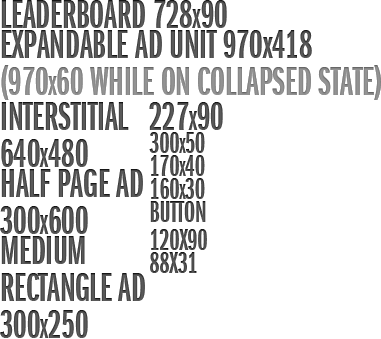 LEADERBOARD 728x90
EXPANDABLE AD UNIT 970x418
(970x60 WHILE ON COLLAPSED STATE)
INTERSTITIAL
640x480
HALF PAGE AD
300x600
MEDIUM
RECTANGLE AD
300x250
227x90
300x50
170x40
160x30
BUTTON
120X90
88X31